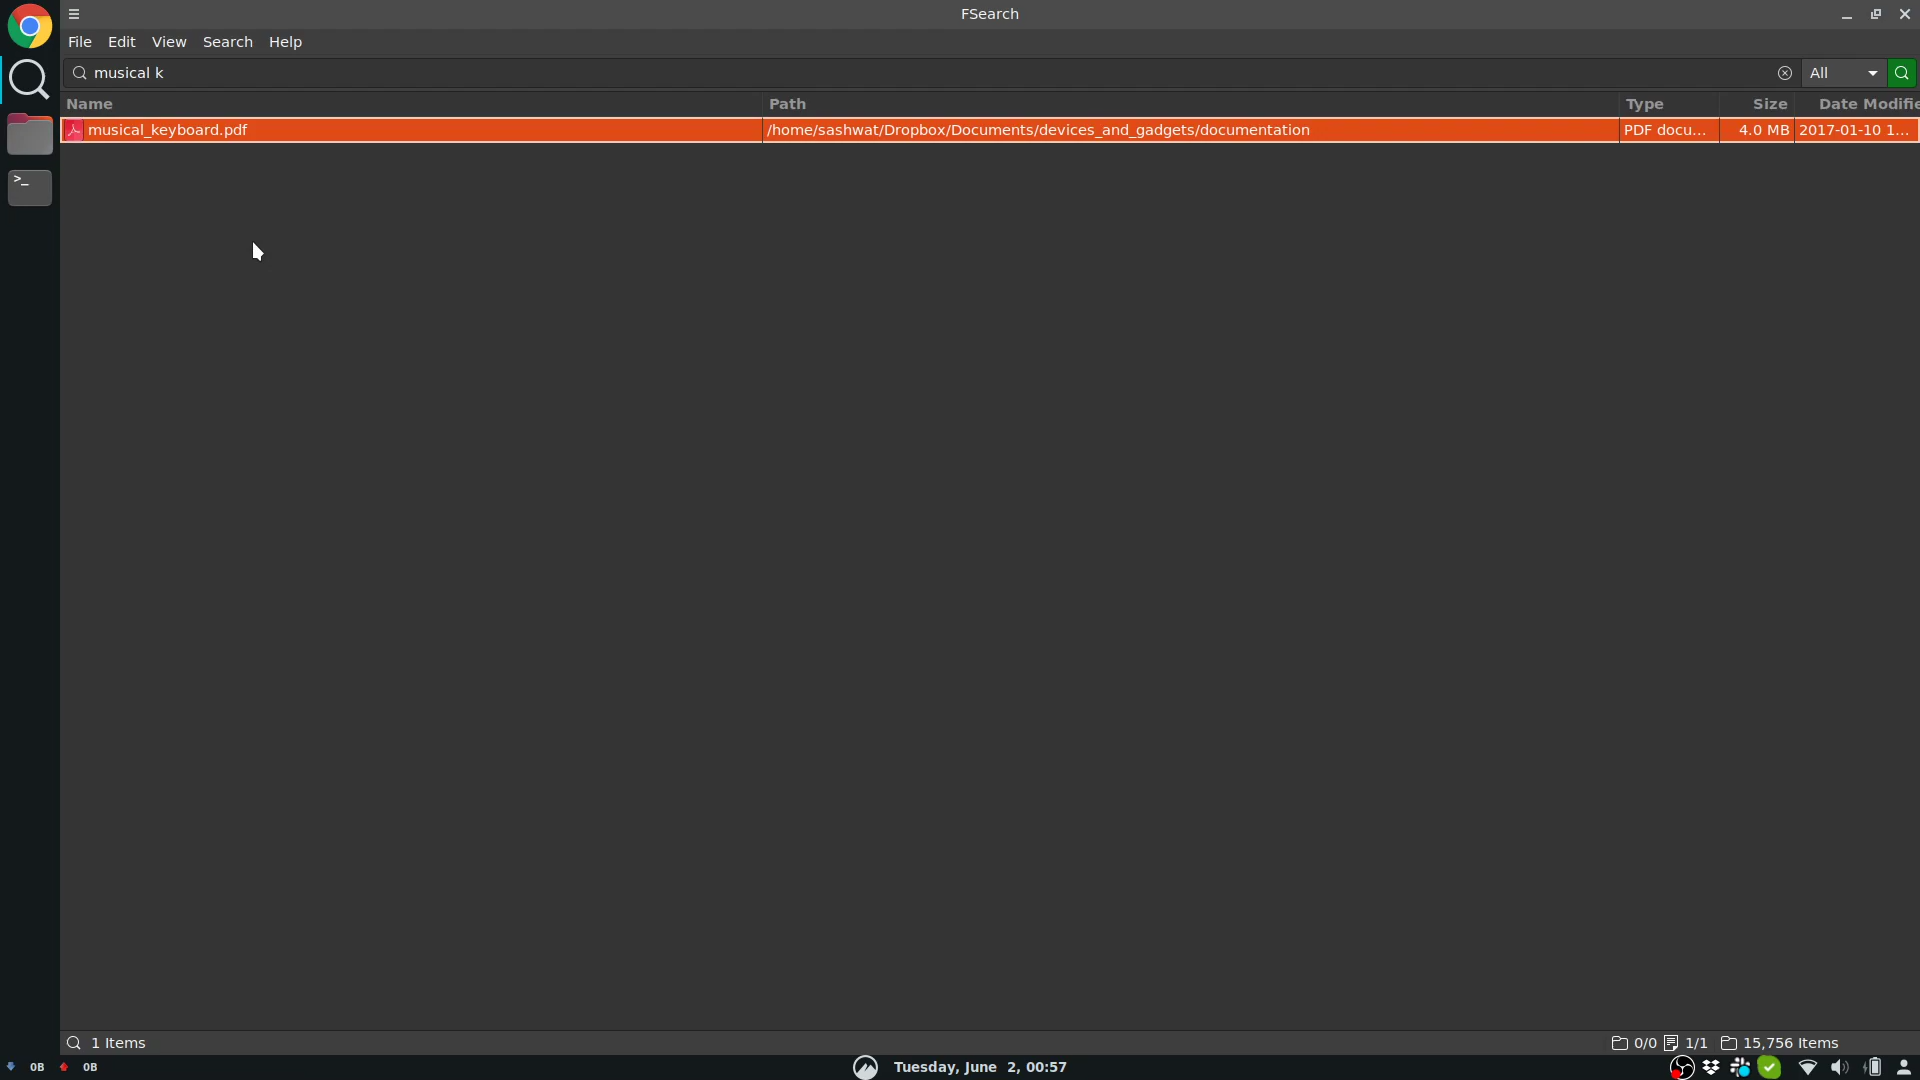 FSearch
File Edit View Search Help
musical k All
Name Path Type Size Date Modifie
musical_keyboard.pdf /home/sashwat/Dropbox/Documents/devices_and_gadgets/documentation PDF docu... 4.0 MB 2017-01-10 1...
>_
1 Items 0/0 1/1 15,756 Items
0B 0B Tuesday, June 2, 00:57